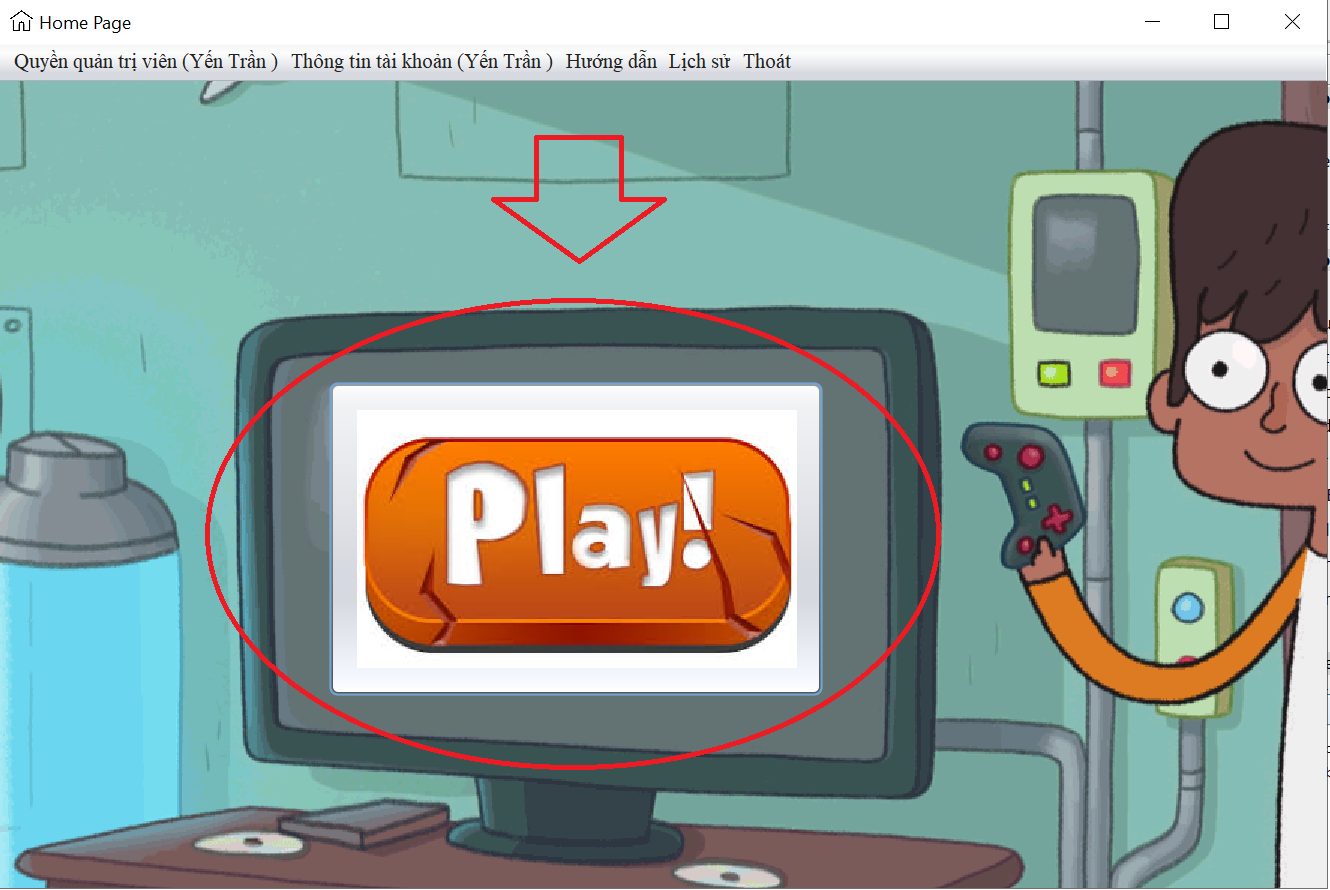 Home Page
Quyền quản trị viên (Yến Trần ) Thông tin tài khoản (Yến Trần ) Hướng dẫn Lịch sử Thoát
Play!